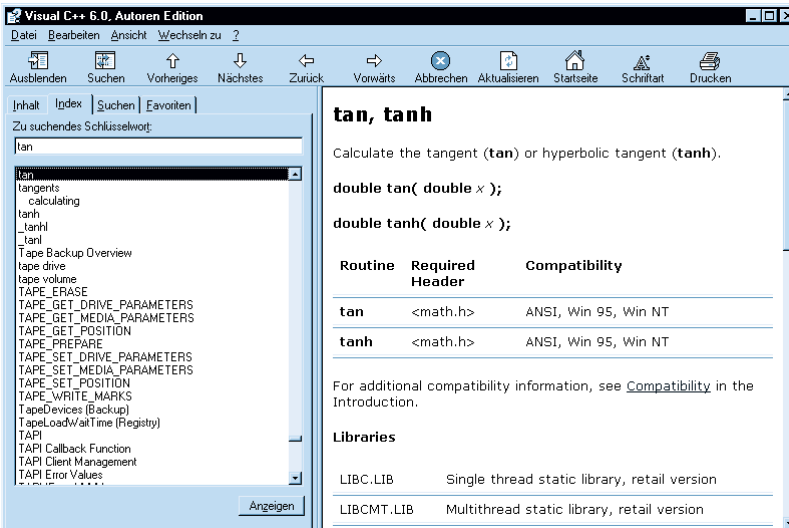 Visual C++ 6.0, Autoren Edition
Datei Bearbeiten Ansicht Wechseln zu ?
Ausblenden Suchen Vorheriges Nächstes Zurück Vorwärts Abbrechen Aktualisieren Startseite Schriftart Drucken
Inhalt Index Suchen Favoriten
Zu suchendes Schlüsselwort:
tan
tan
tangents
calculating
tanh
_tanhl
_tanl
Tape Backup Overview
tape drive
tape volume
TAPE_ERASE
TAPE_GET_DRIVE_PARAMETERS
TAPE_GET_MEDIA_PARAMETERS
TAPE_GET_POSITION
TAPE_PREPARE
TAPE_SET_DRIVE_PARAMETERS
TAPE_SET_MEDIA_PARAMETERS
TAPE_SET_POSITION
TAPE_WRITE_MARKS
TapeDevices (Backup)
TapeLoadWaitTime (Registry)
TAPI
TAPI Callback Function
TAPI Client Management
TAPI Error Values
Anzeigen
tan, tanh
Calculate the tangent (tan) or hyperbolic tangent (tanh).
double tan( double x );
double tanh( double x );
Routine Required Header Compatibility
tan <math.h> ANSI, Win 95, Win NT
tanh <math.h> ANSI, Win 95, Win NT
For additional compatibility information, see Compatibility in the
Introduction.
Libraries
LIBC.LIB Single thread static library, retail version
LIBCMT.LIB Multithread static library, retail version